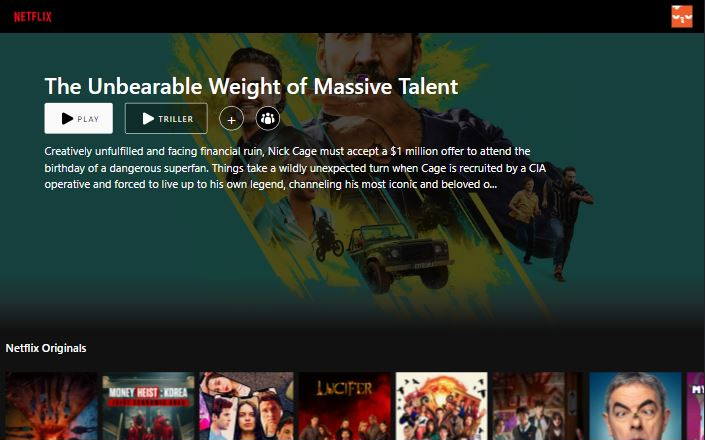 NETFLIX
The Unbearable Weight of Massive Talent
PLAY
TRILLER
Creatively unfulfilled and facing financial ruin, Nick Cage must accept a $1 million offer to attend the
birthday of a dangerous superfan. Things take a wildly unexpected turn when Cage is recruited by a CIA
operative and forced to live up to his own legend, channeling his most iconic and beloved o...
Netflix Originals
MONEY HEIST : KOREA
LUCIFER